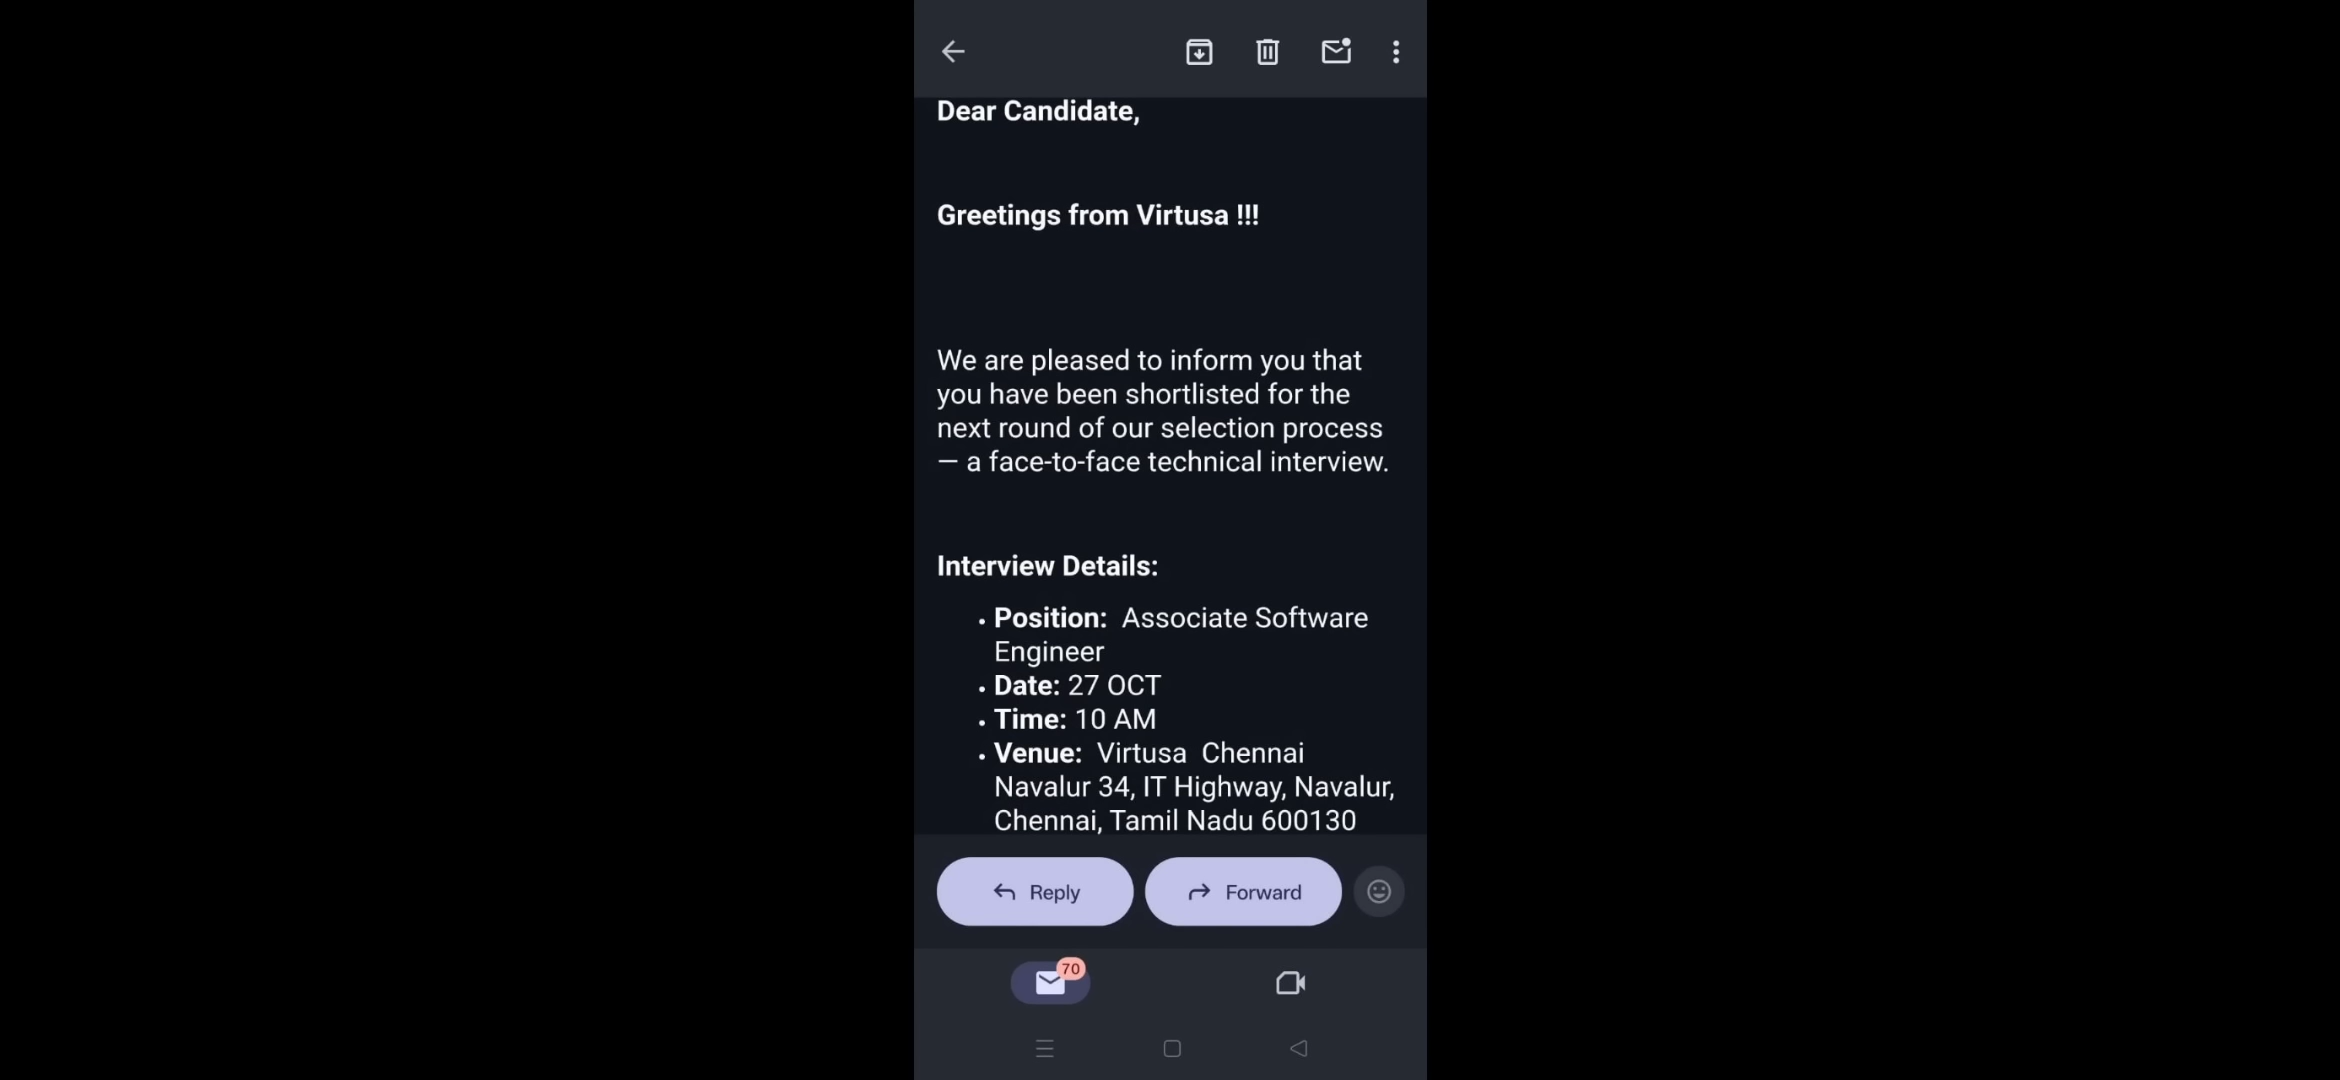 Dear Candidate,
Greetings from Virtusa !!!
We are pleased to inform you that
you have been shortlisted for the
next round of our selection process
— a face-to-face technical interview.
Interview Details:
• Position:  Associate Software
Engineer
• Date: 27 OCT
• Time: 10 AM
• Venue:  Virtusa  Chennai
Navalur 34, IT Highway, Navalur,
Chennai, Tamil Nadu 600130
Reply
Forward
70